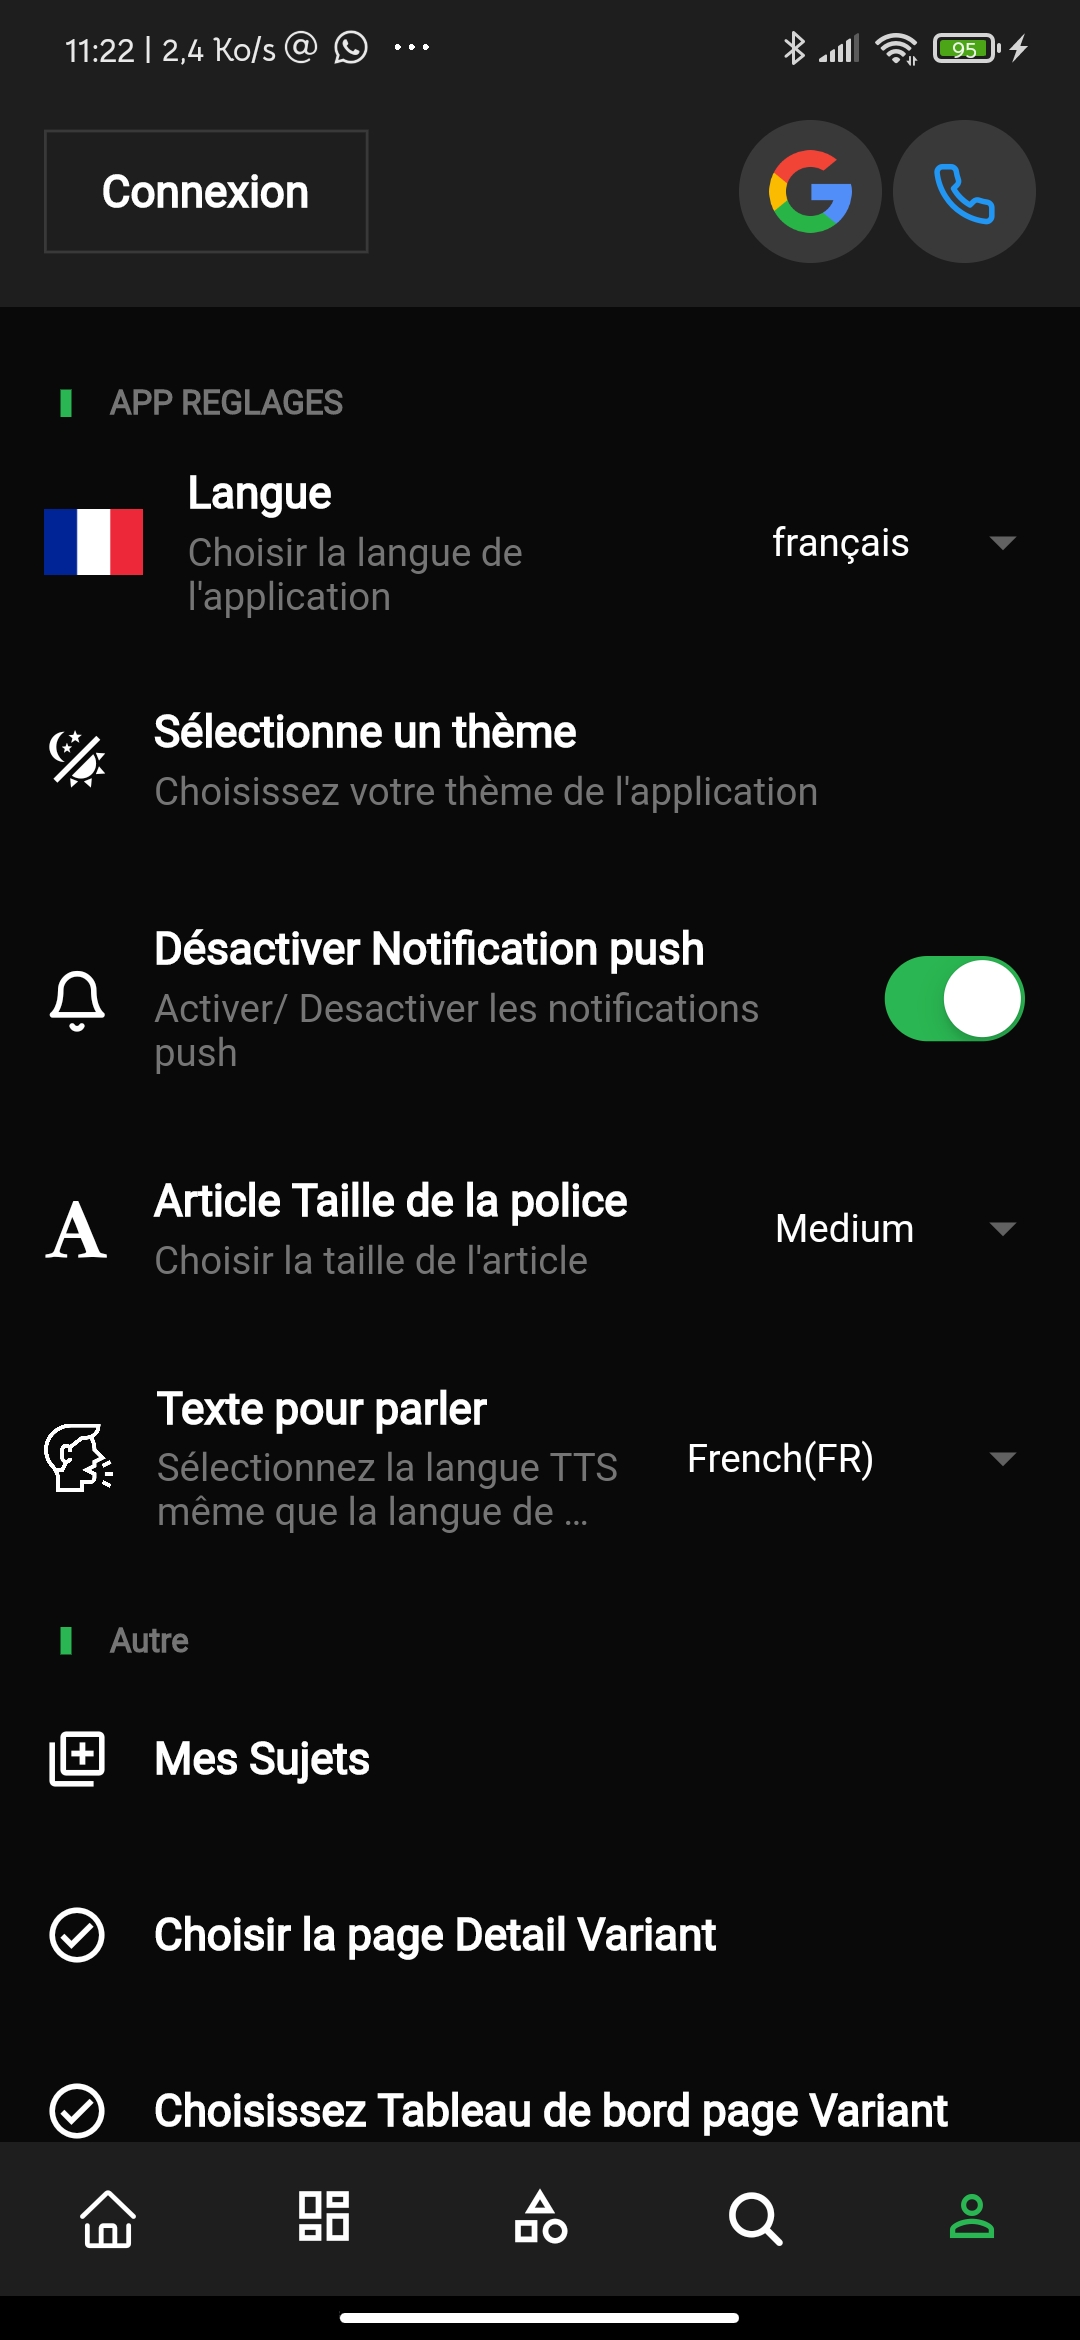 11:22 | 2,4 Ko/s
95
Connexion
APP REGLAGES
Langue
Choisir la langue de
l'application
français
Sélectionne un thème
Choisissez votre thème de l'application
Désactiver Notification push
Activer/ Desactiver les notifications
push
Article Taille de la police
Choisir la taille de l'article
Medium
Texte pour parler
Sélectionnez la langue TTS
même que la langue de ...
French(FR)
Autre
Mes Sujets
Choisir la page Detail Variant
Choisissez Tableau de bord page Variant